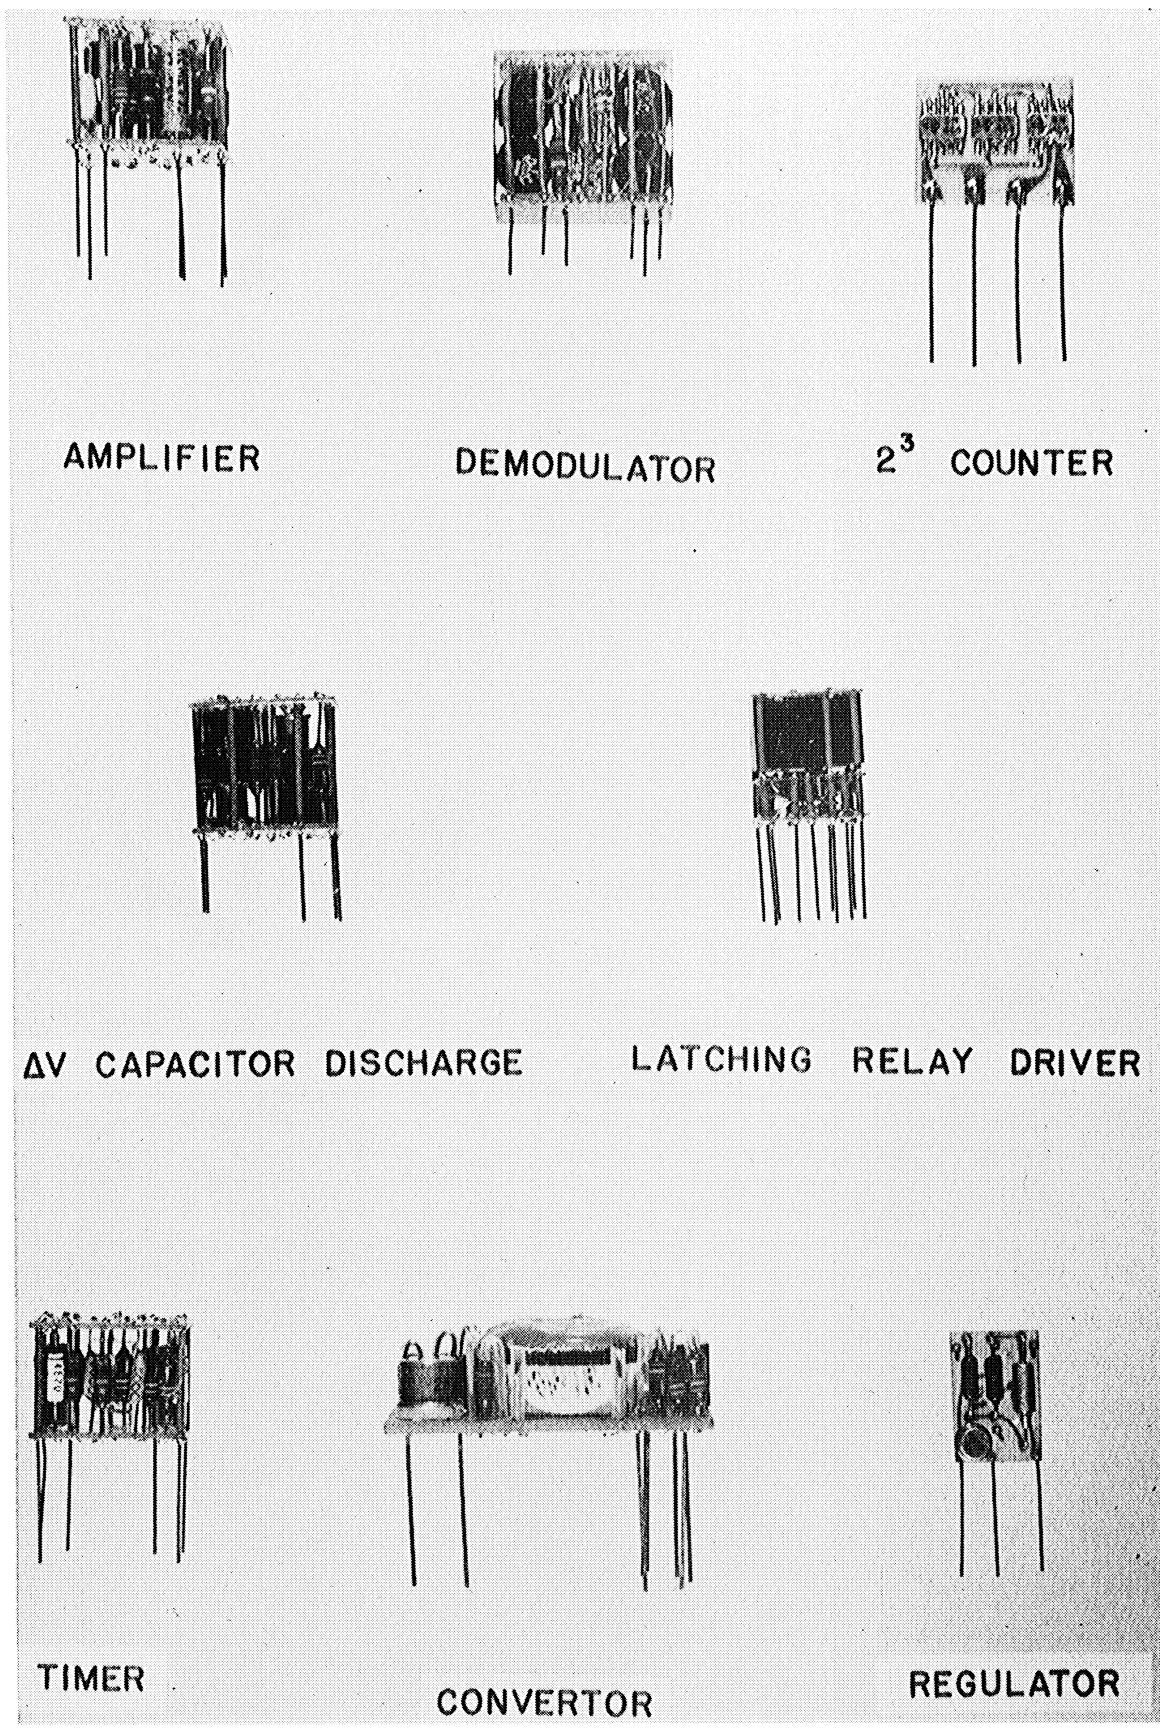 AMPLIFIER
DEMODULATOR
2³ COUNTER
ΔV CAPACITOR DISCHARGE
LATCHING RELAY DRIVER
TIMER
CONVERTOR
REGULATOR